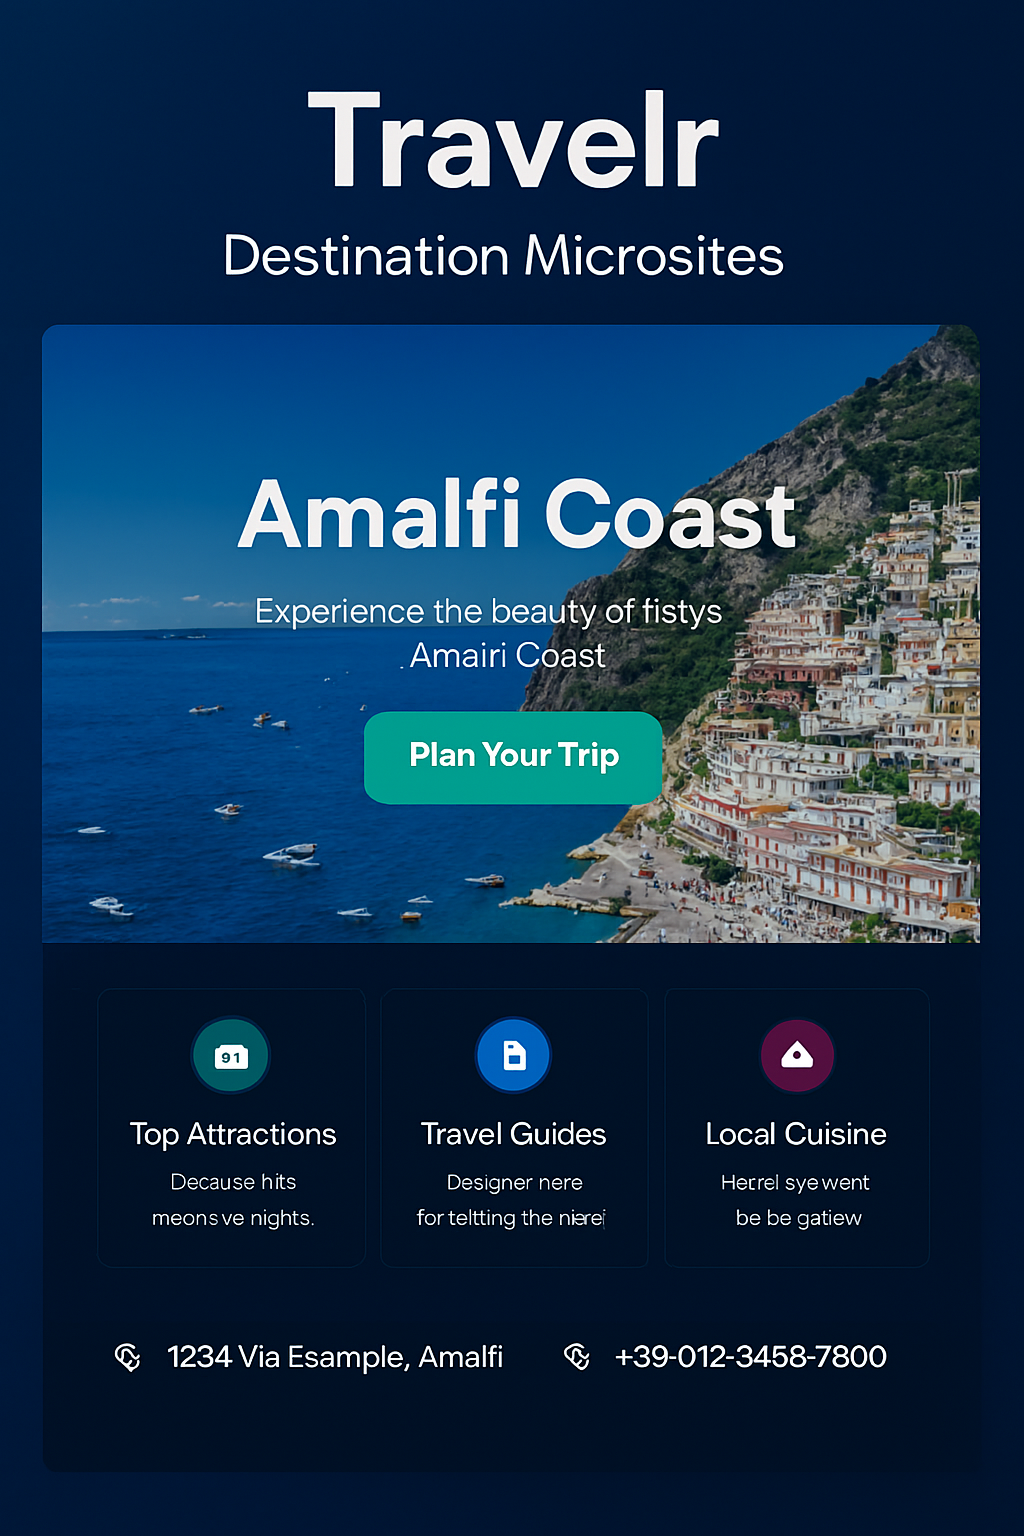 Travelr
Destination Microsites
Amalfi Coast
Experience the beauty of fistys
Amairi Coast
Plan Your Trip
91
Top Attractions
Decause hits
meons ve nights.
Travel Guides
Designer nere
for teltting the
Local Cuisine
Herrel sye went
be be gatiew
1234 Via Esample, Amalfi
+39-012-3458-7800